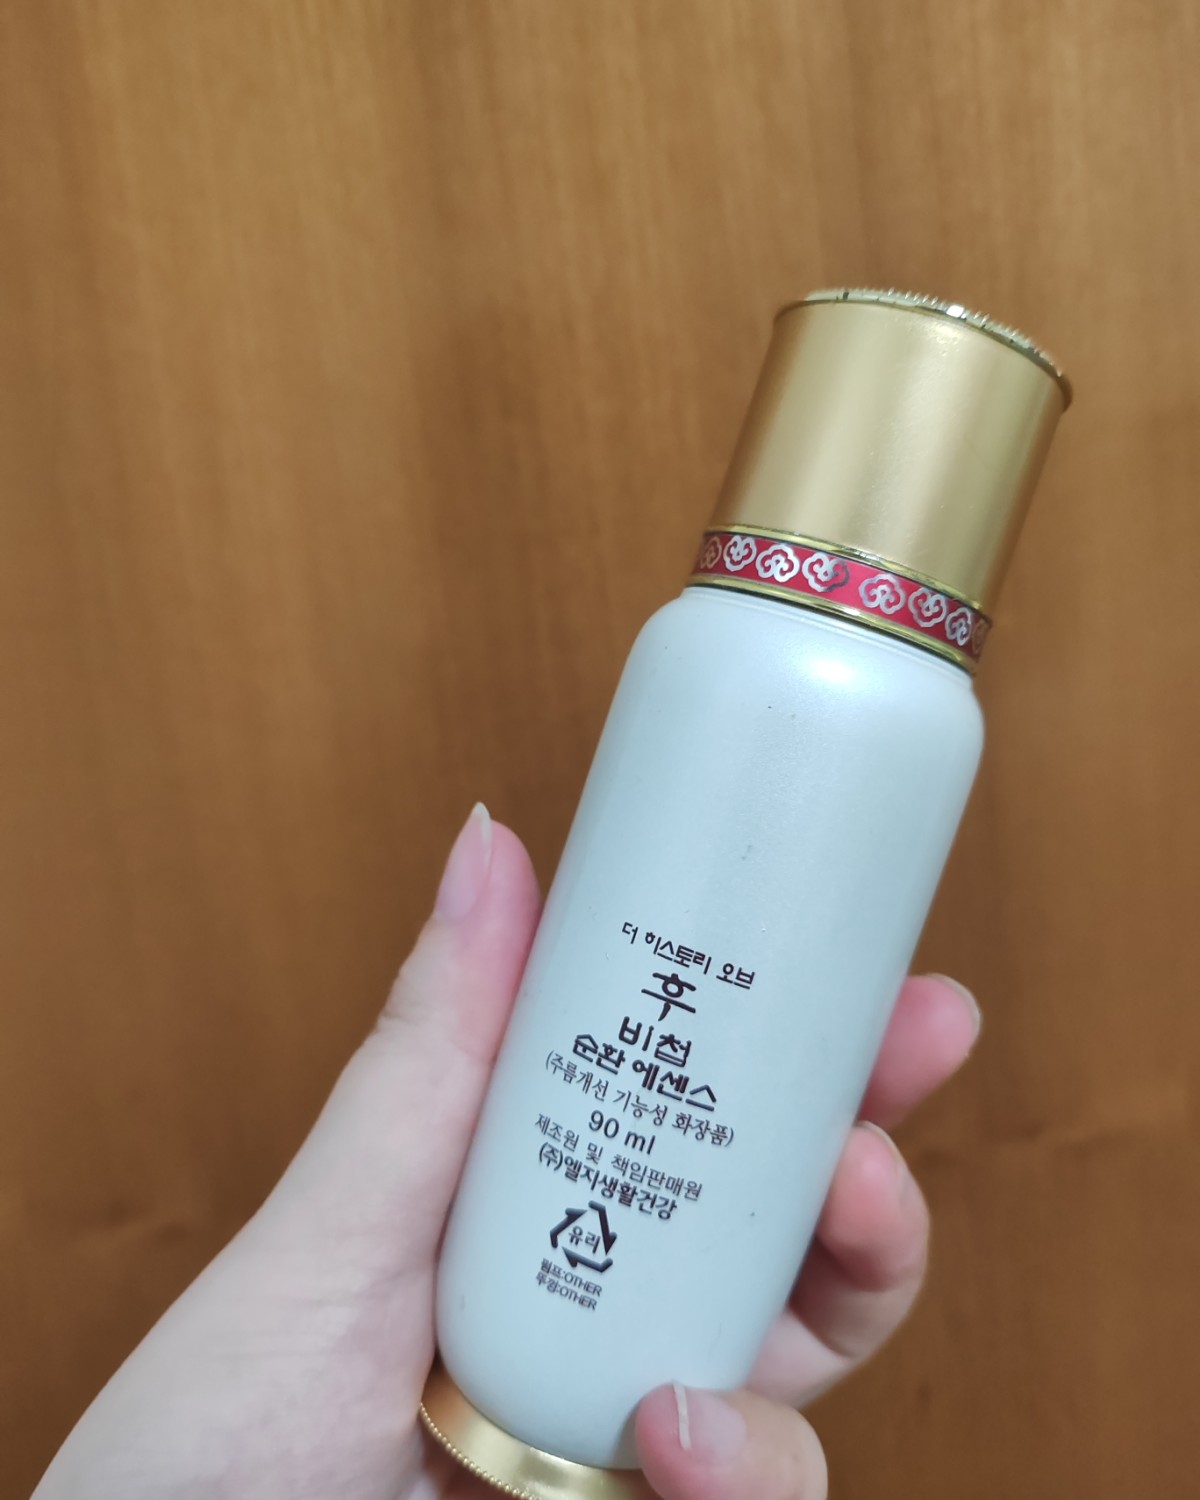 더 히스토리 오브
후
비첩
순환 에센스
(주름개선 기능성 화장품)
90 ml
제조원 및 책임판매원
(주)엘지생활건강
유리
펌프:OTHER
뚜껑:OTHER